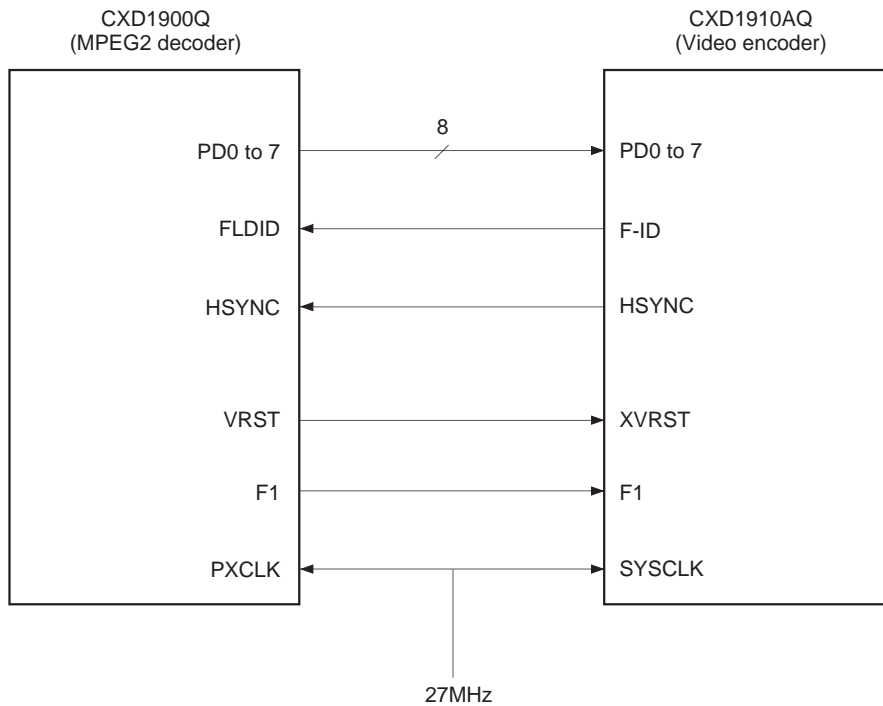 CXD1900Q
(MPEG2 decoder)
CXD1910AQ
(Video encoder)
8
PD0 to 7
PD0 to 7
FLDID
F-ID
HSYNC
HSYNC
VRST
XVRST
F1
F1
PXCLK
SYSCLK
27MHz